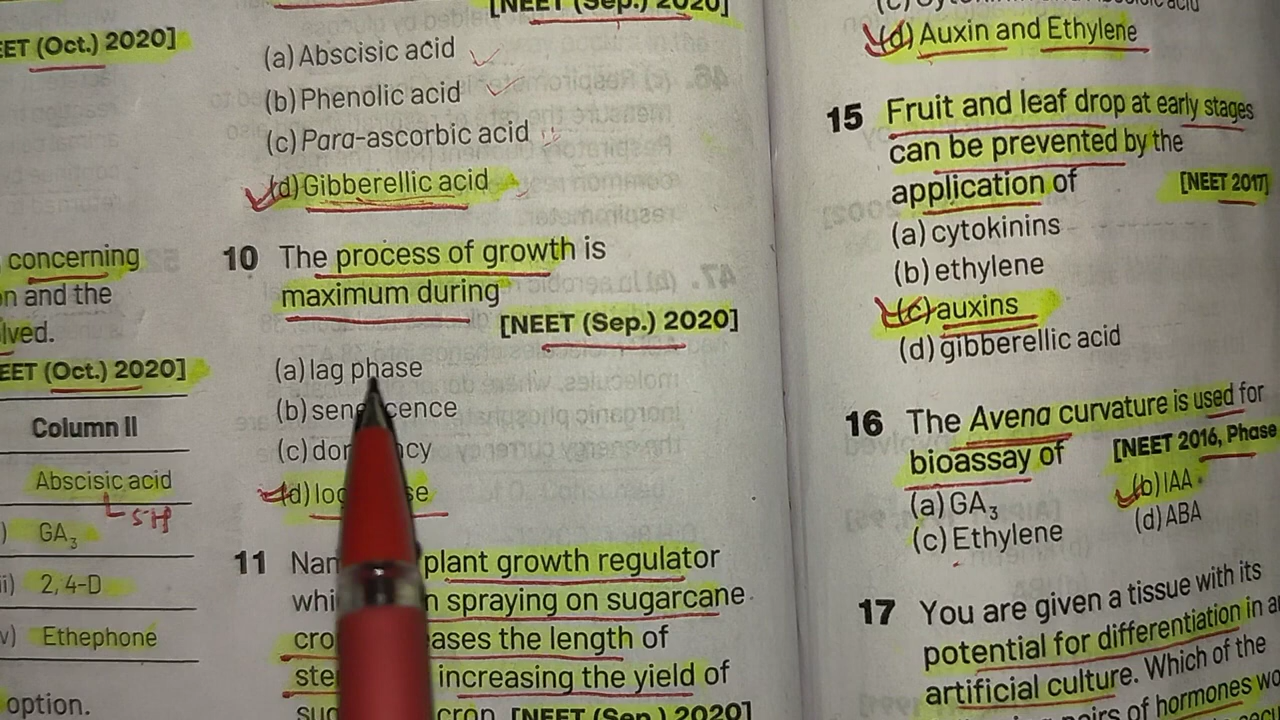 EET (Oct.) 2020]
concerning
n and the
lved.
EET (Oct.) 2020]
Column II
Abscisic acid
SH
GA3
2, 4-D
Ethephone
option.
[NEET (Sep.) 2020]
(a) Abscisic acid
(b) Phenolic acid
(c) Para-ascorbic acid
(d) Gibberellic acid
10 The process of growth is
maximum during
[NEET (Sep.) 2020]
(a) lag phase
(b) sen cence
(c) dor cy
(d) log se
11 Nam plant growth regulator
whi n spraying on sugarcane
cro eases the length of
ste increasing the yield of
crop. [NEET (Sep.) 2020]
(d) Auxin and Ethylene
15 Fruit and leaf drop at early stages
can be prevented by the
application of [NEET 2017]
(a) cytokinins
(b) ethylene
(c) auxins
(d) gibberellic acid
16 The Avena curvature is used for
bioassay of [NEET 2016, Phase
(a) GA3 (b) IAA
(c) Ethylene (d) ABA
17 You are given a tissue with its
potential for differentiation in a
artificial culture. Which of the
pairs of hormones wo